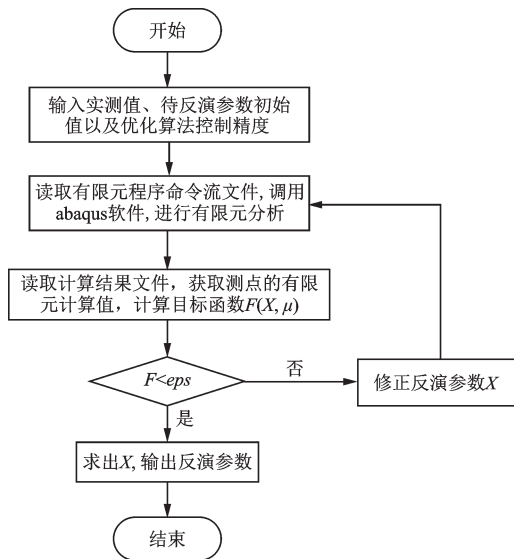 开始
输入实测值、待反演参数初始
值以及优化算法控制精度
读取有限元程序命令流文件, 调用
abaqus软件, 进行有限元分析
读取计算结果文件，获取测点的有限
元计算值，计算目标函数F(X, μ)
F<eps
否
修正反演参数X
是
求出X, 输出反演参数
结束